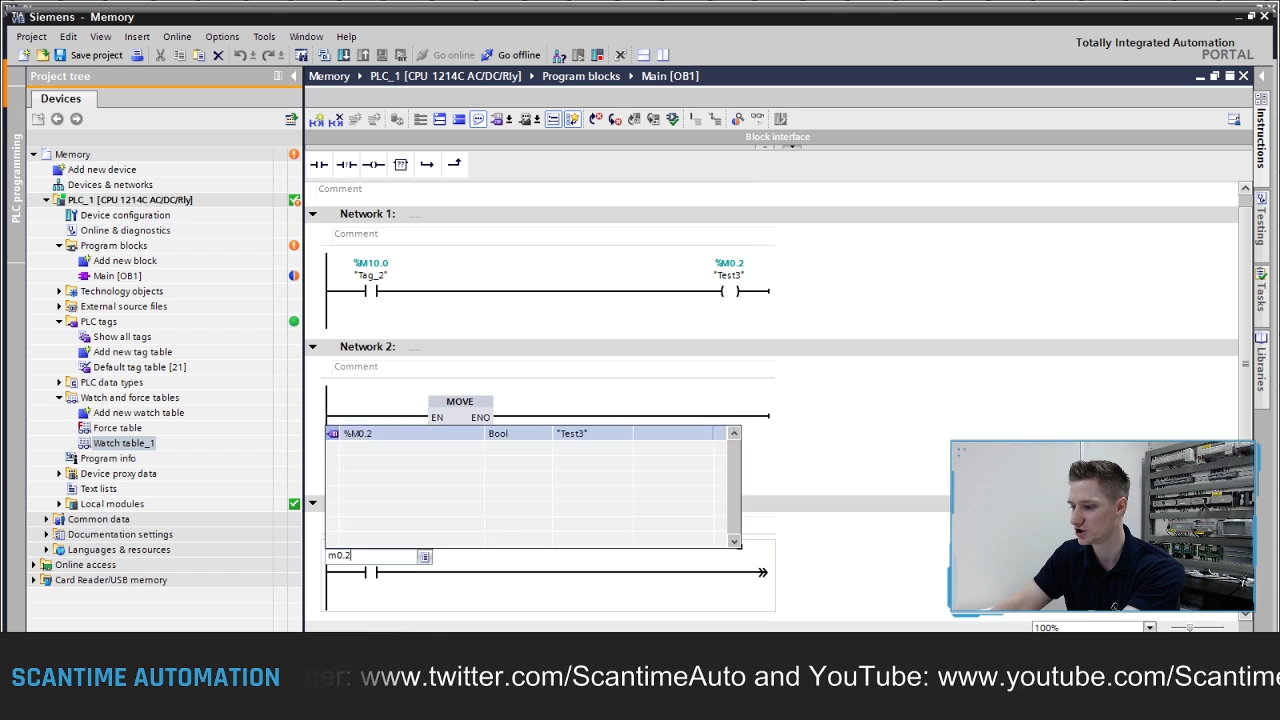 Siemens - Memory
Project Edit View Insert Online Options Tools Window Help
Totally Integrated Automation
PORTAL
Save project
Go online
Go offline
Project tree
Memory PLC_1 [CPU 1214C AC/DC/Rly] Program blocks Main [OB1]
Devices
PLC programming
Block interface
Instructions
Testing
Tasks
Libraries
Memory
Add new device
Devices & networks
PLC_1 [CPU 1214C AC/DC/Rly]
Device configuration
Online & diagnostics
Program blocks
Add new block
Main [OB1]
Technology objects
External source files
PLC tags
Show all tags
Add new tag table
Default tag table [21]
PLC data types
Watch and force tables
Add new watch table
Force table
Watch table_1
Program info
Device proxy data
Text lists
Local modules
Common data
Documentation settings
Languages & resources
Online access
Card Reader/USB memory
??
Comment
Network 1: .....
Comment
%M10.0
"Tag_2"
%M0.2
"Test3"
Network 2: .....
Comment
MOVE
EN ENO
%M0.2 Bool "Test3"
m0.2
100%
SCANTIME AUTOMATION
itter: www.twitter.com/ScantimeAuto and YouTube: www.youtube.com/Scantime